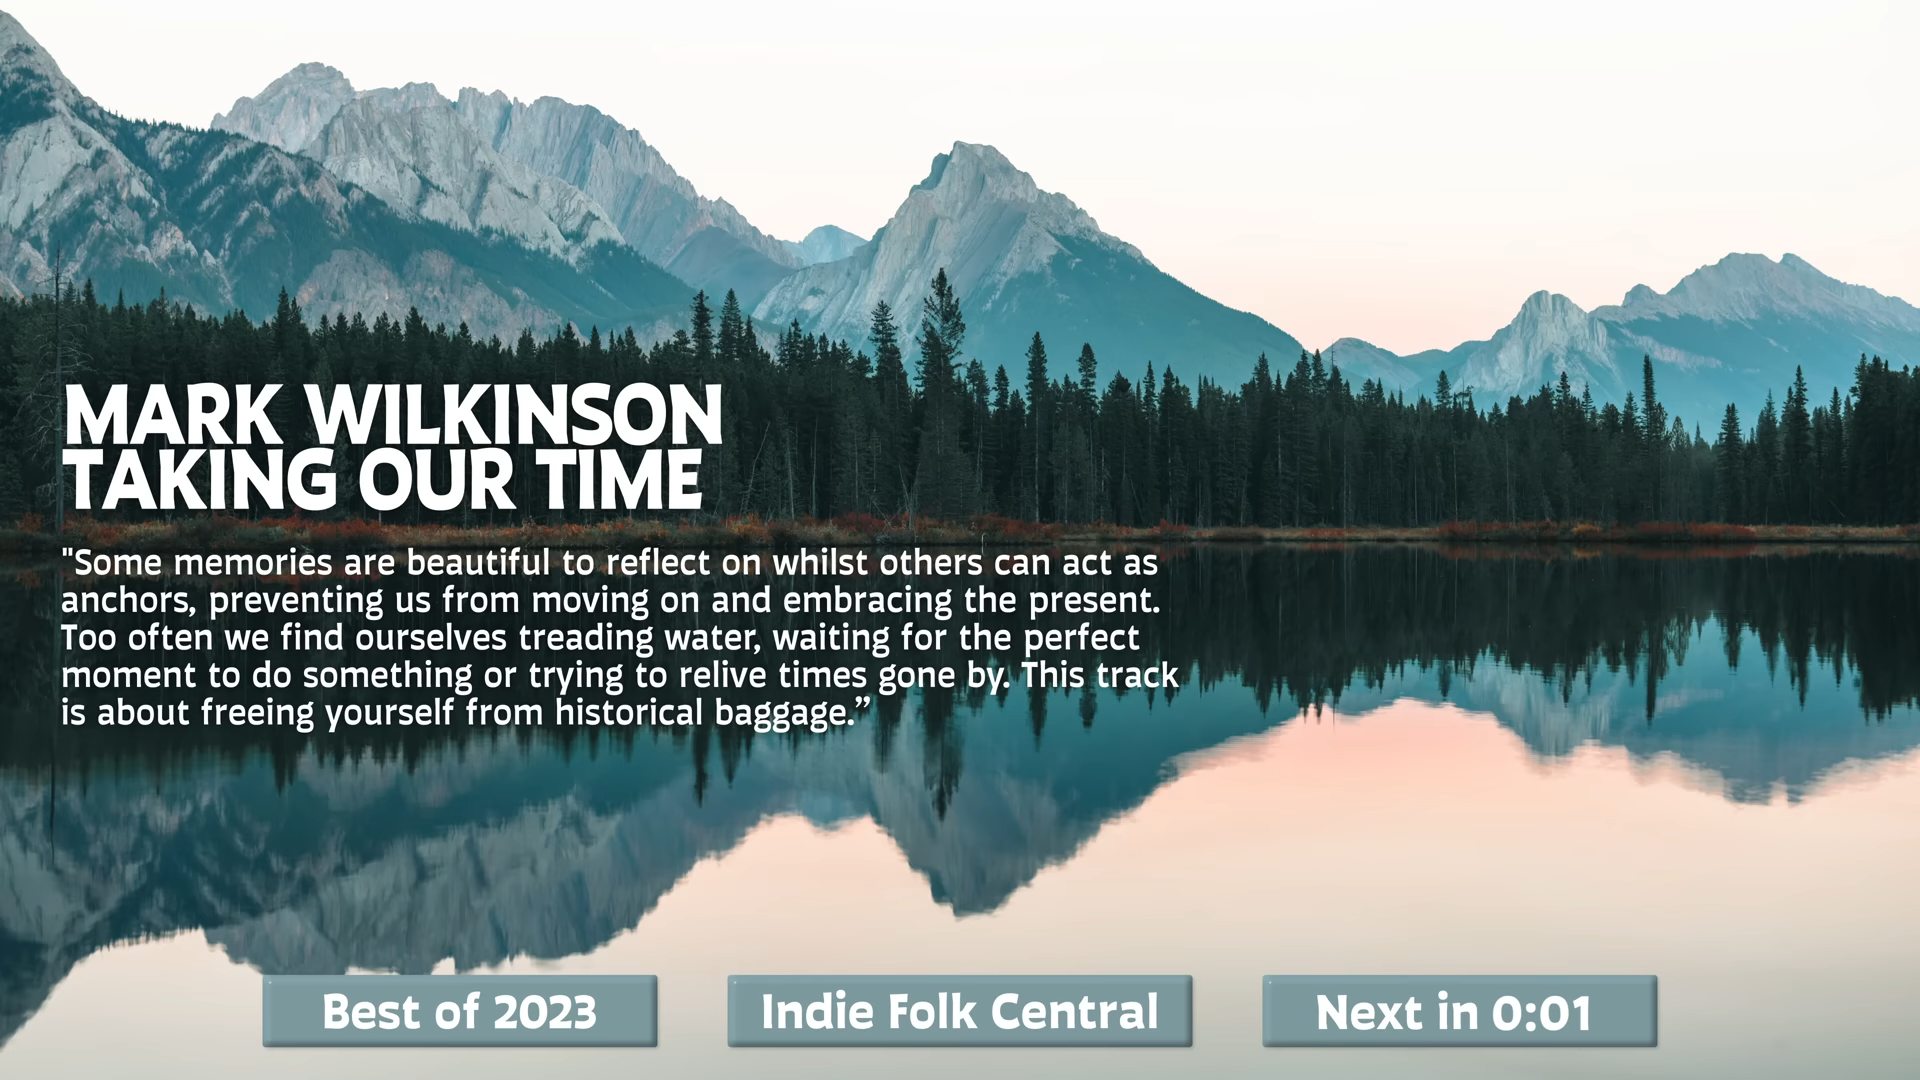 MARK WILKINSON
TAKING OUR TIME
"Some memories are beautiful to reflect on whilst others can act as
anchors, preventing us from moving on and embracing the present.
Too often we find ourselves treading water, waiting for the perfect
moment to do something or trying to relive times gone by. This track
is about freeing yourself from historical baggage.”
Best of 2023
Indie Folk Central
Next in 0:01